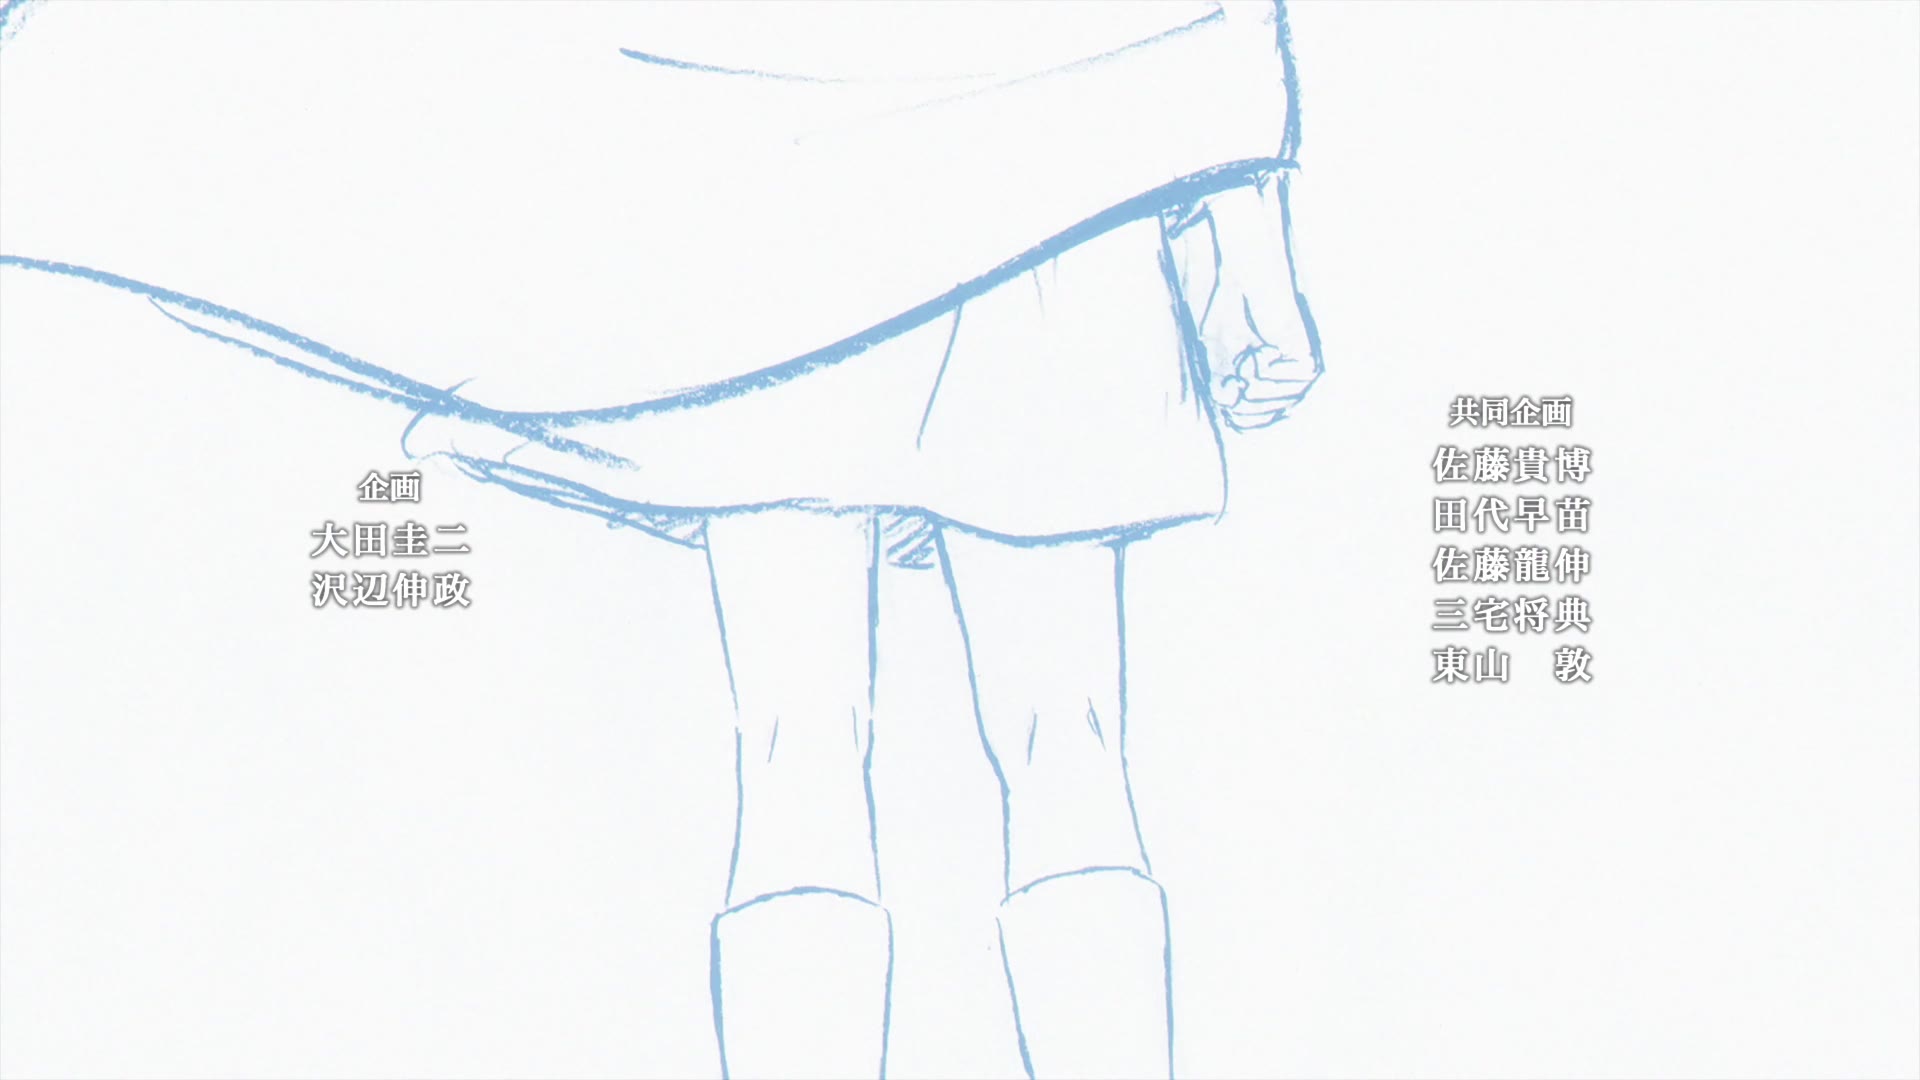 企画
大田圭二
沢辺伸政
共同企画
佐藤貴博
田代早苗
佐藤龍伸
三宅将典
東山　敦